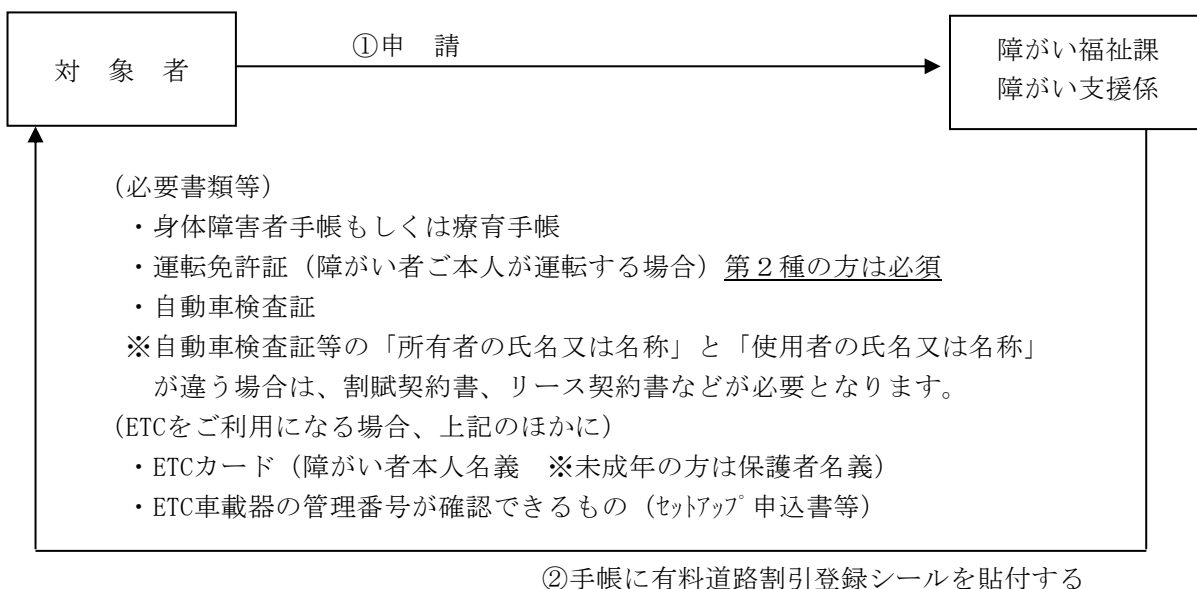 ①申　請
対　象　者
障がい福祉課
障がい支援係
(必要書類等)
・身体障害者手帳もしくは療育手帳
・運転免許証（障がい者ご本人が運転する場合）第２種の方は必須
・自動車検査証
※自動車検査証等の「所有者の氏名又は名称」と「使用者の氏名又は名称」
が違う場合は、割賦契約書、リース契約書などが必要となります。
(ETCをご利用になる場合、上記のほかに)
・ETCカード（障がい者本人名義　※未成年の方は保護者名義）
・ETC車載器の管理番号が確認できるもの（ｾｯﾄｱｯﾌﾟ申込書等）
②手帳に有料道路割引登録シールを貼付する